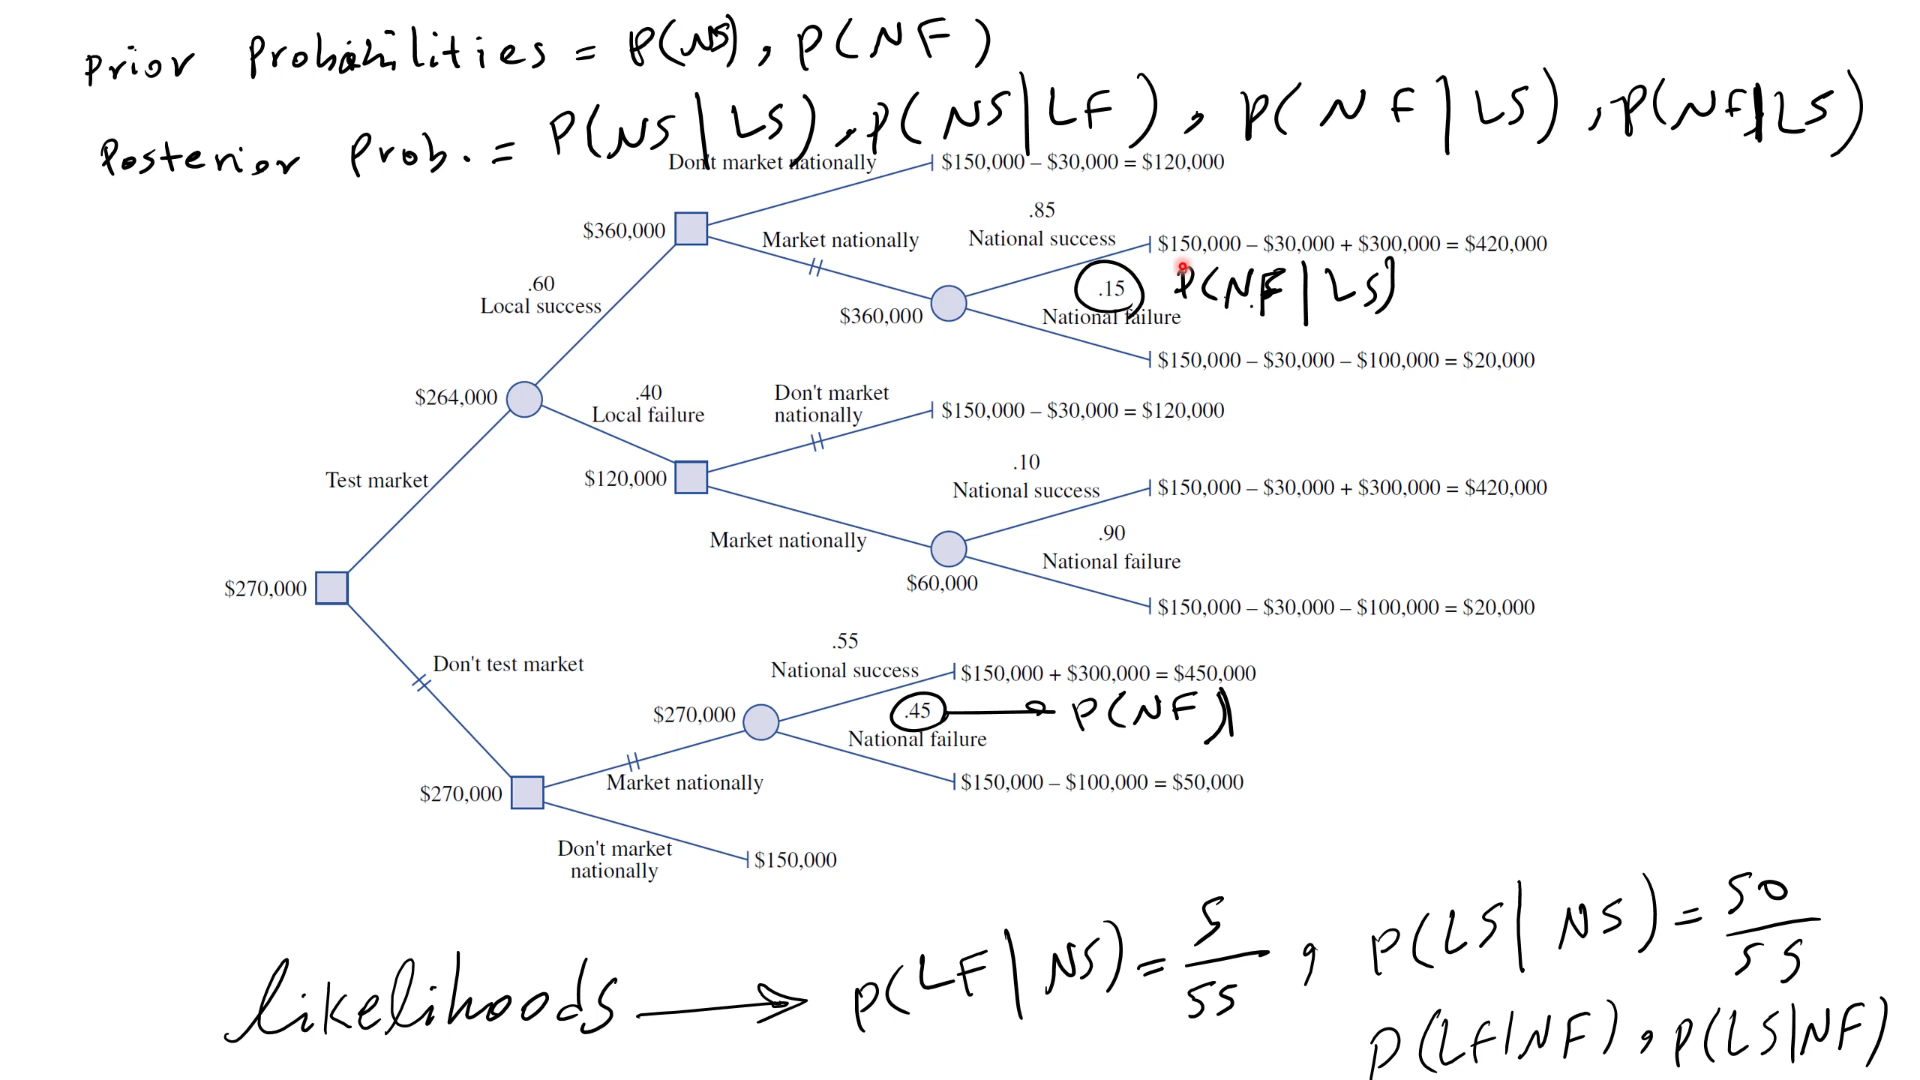 Prior Probabilities = P(NS), P(NF)
Posterior Prob. = P(NS|LS), P(NS|LF), P(NF|LS), P(NF|LS)
Don't market nationally
$150,000 – $30,000 = $120,000
.85
$360,000
Market nationally
National success
$150,000 – $30,000 + $300,000 = $420,000
.60
Local success
.15
P(NF|LS)
$360,000
National failure
$150,000 – $30,000 – $100,000 = $20,000
$264,000
.40
Local failure
Don't market
nationally
$150,000 – $30,000 = $120,000
.10
$120,000
Test market
National success
$150,000 – $30,000 + $300,000 = $420,000
Market nationally
.90
National failure
$60,000
$270,000
$150,000 – $30,000 – $100,000 = $20,000
.55
Don't test market
National success
$150,000 + $300,000 = $450,000
$270,000
.45
P(NF)
National failure
Market nationally
$150,000 – $100,000 = $50,000
$270,000
Don't market
nationally
$150,000
likelihoods → P(LF|NS) = 5/55 , P(LS|NS) = 50/55
P(LF|NF), P(LS|NF)